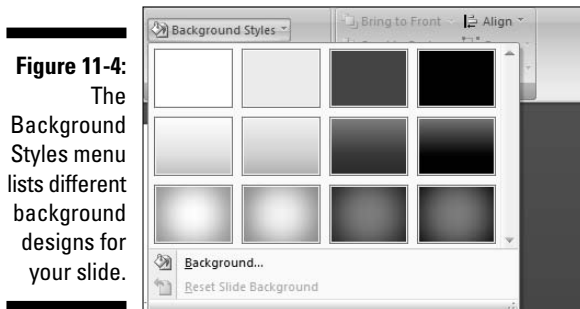 Figure 11-4:
The
Background
Styles menu
lists different
background
designs for
your slide.
Background Styles
Bring to Front
Align
Background...
Reset Slide Background